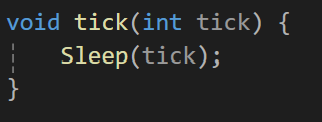 void tick(int tick) {
    Sleep(tick);
}